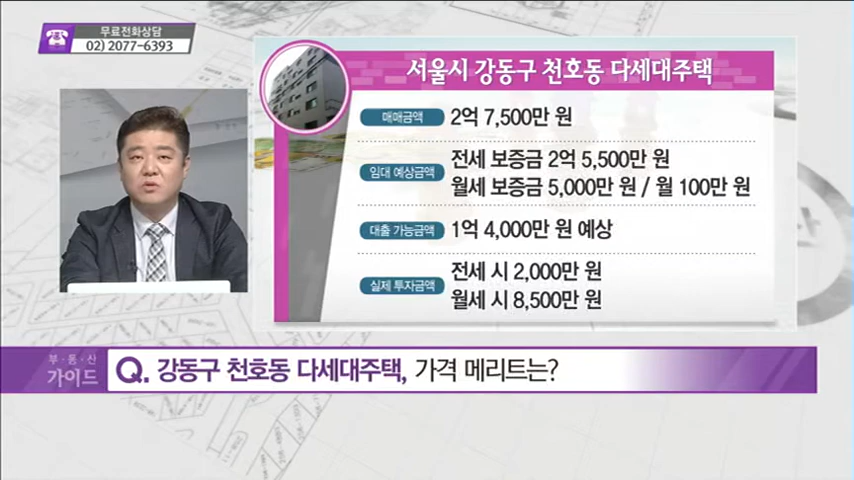 무료전화상담
02) 2077-6393
서울시 강동구 천호동 다세대주택
매매금액
2억 7,500만 원
임대 예상금액
전세 보증금 2억 5,500만 원
월세 보증금 5,000만 원 / 월 100만 원
대출 가능금액
1억 4,000만 원 예상
실제 투자금액
전세 시 2,000만 원
월세 시 8,500만 원
부·동·산
가이드
Q. 강동구 천호동 다세대주택, 가격 메리트는?